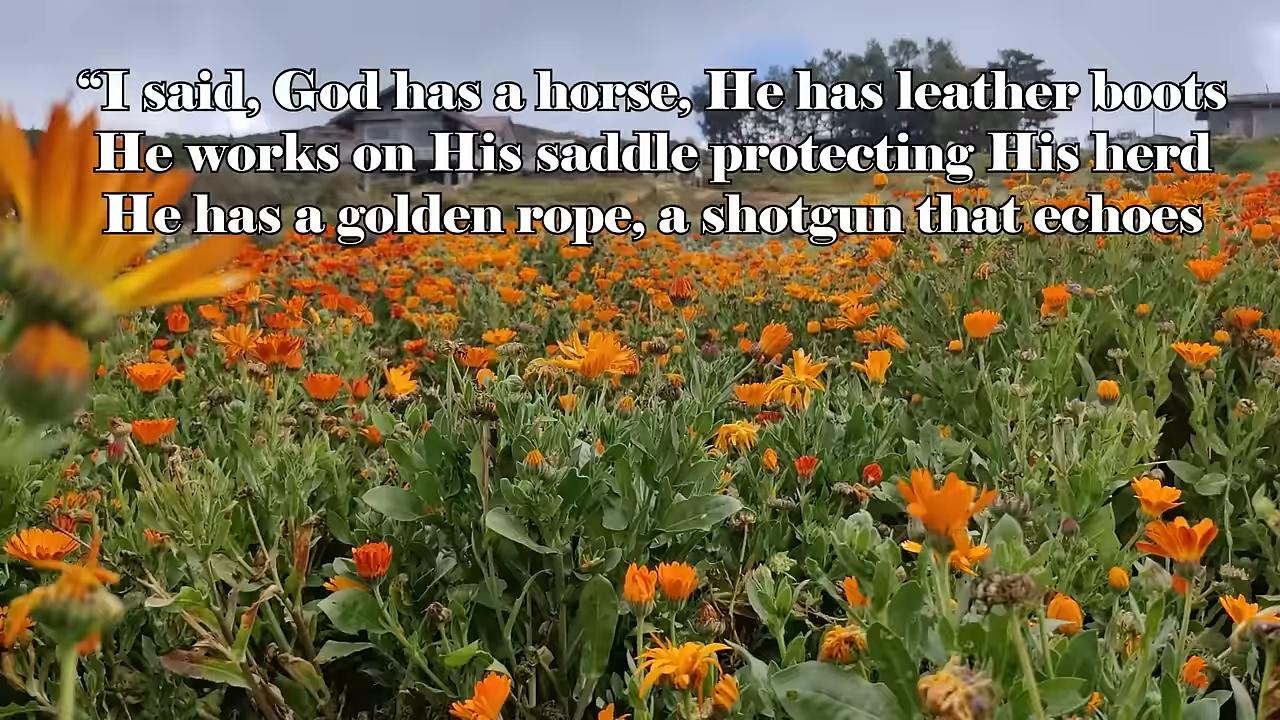 “I said, God has a horse, He has leather boots
He works on His saddle protecting His herd
He has a golden rope, a shotgun that echoes